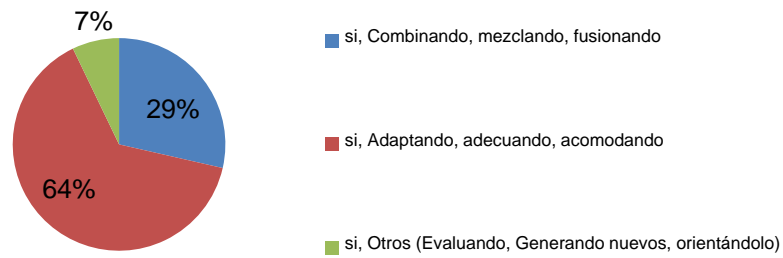 7%
si, Combinando, mezclando, fusionando
29%
si, Adaptando, adecuando, acomodando
64%
si, Otros (Evaluando, Generando nuevos, orientándolo)